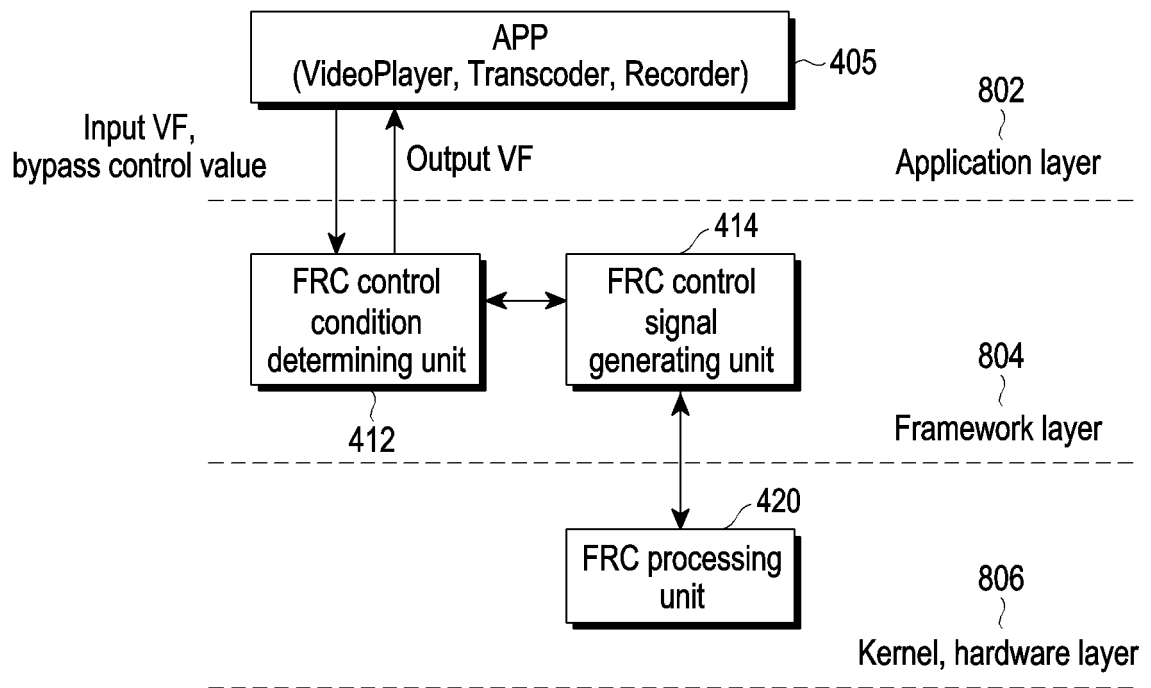 APP
(VideoPlayer, Transcoder, Recorder)
405
802
Input VF,
bypass control value
Output VF
Application layer
414
FRC control
condition
determining unit
FRC control
signal
generating unit
804
412
Framework layer
420
FRC processing
unit
806
Kernel, hardware layer